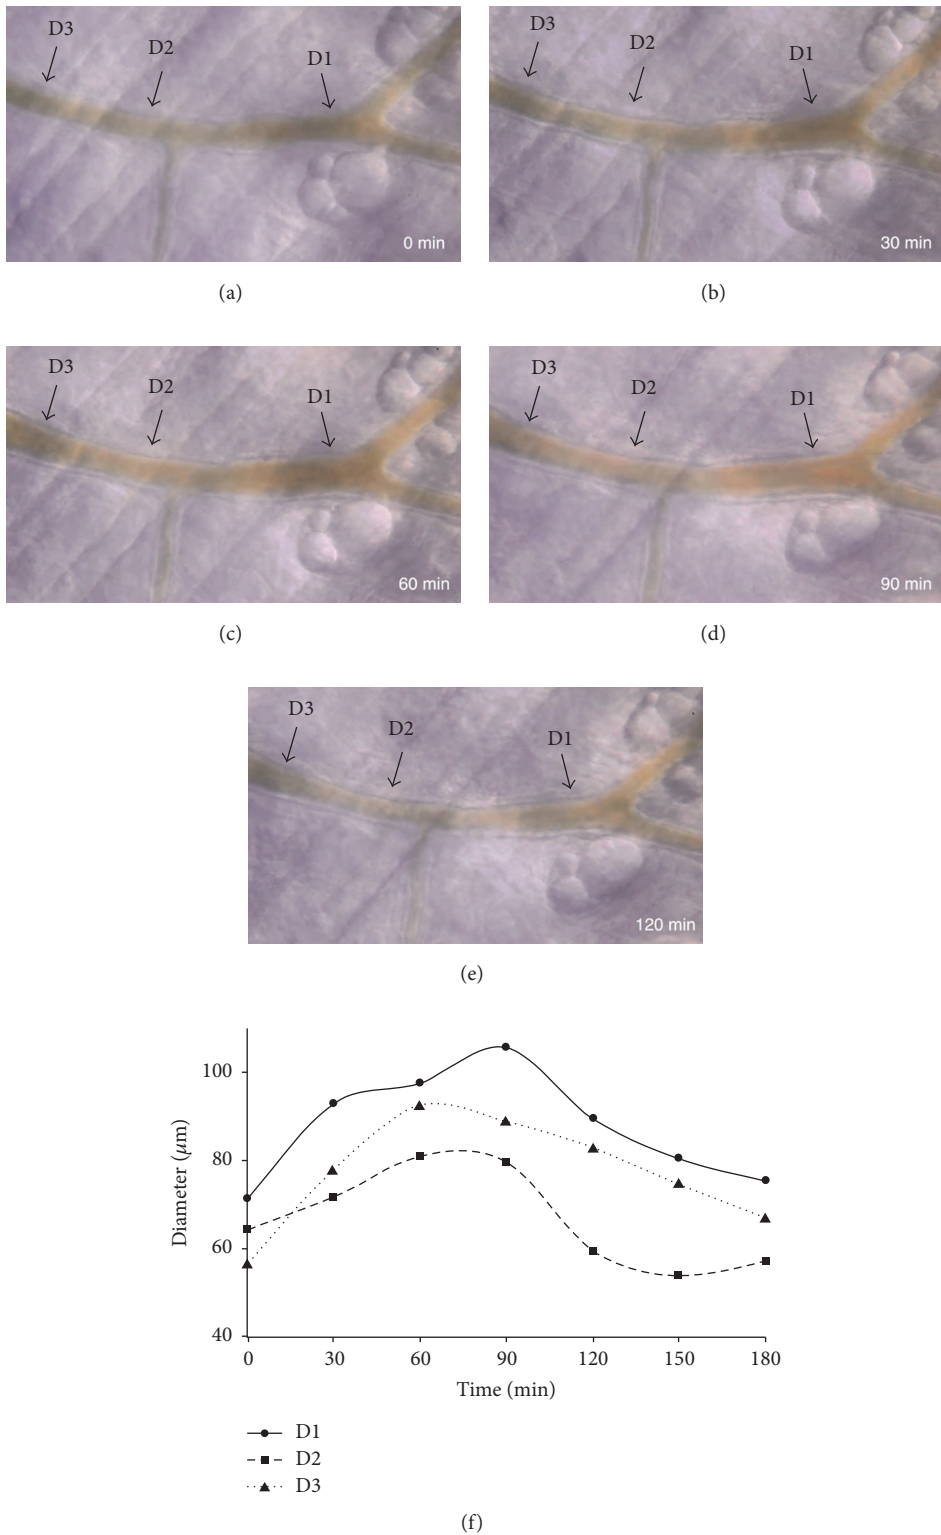 D3
D2
D1
0 min
(a)
D3
D2
D1
30 min
(b)
D3
D2
D1
60 min
(c)
D3
D2
D1
90 min
(d)
D3
D2
D1
120 min
(e)
100
80
60
40
Diameter (μm)
0 30 60 90 120 150 180
Time (min)
D1
D2
D3
(f)